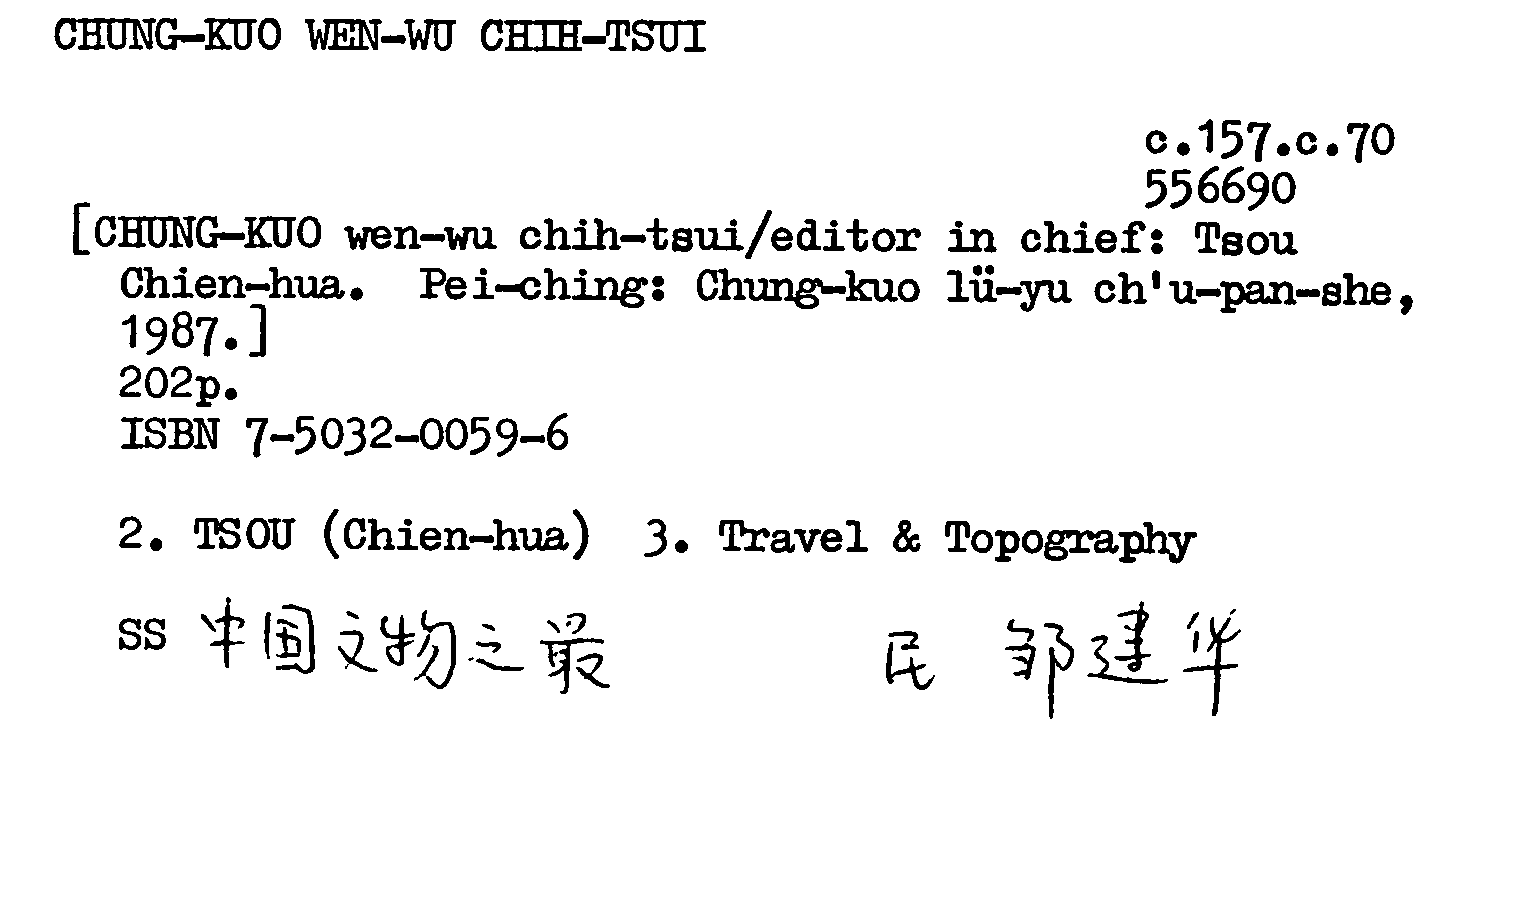 CHUNG-KUO WEN-WU CHIH-TSUI
c.157.c.70
556690
[CHUNG-KUO wen-wu chih-tsui/editor in chief: Tsou
Chien-hua. Pei-ching: Chung-kuo lü-yu ch'u-pan-she,
1987.]
202p.
ISBN 7-5032-0059-6
2. TSOU (Chien-hua) 3. Travel & Topography
SS 中国文物之最 民 邹建华